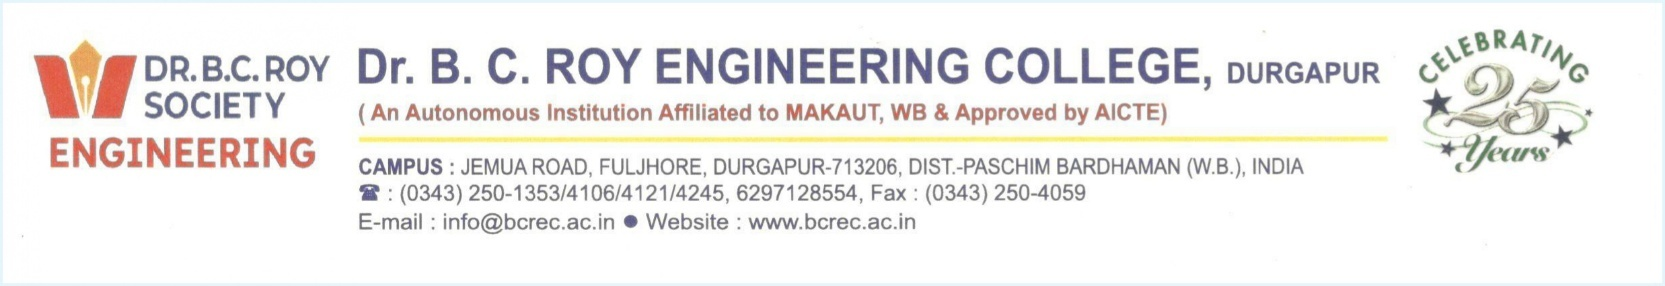 DR. B.C. ROY
SOCIETY
ENGINEERING
Dr. B. C. ROY ENGINEERING COLLEGE, DURGAPUR
( An Autonomous Institution Affiliated to MAKAUT, WB & Approved by AICTE)
CAMPUS : JEMUA ROAD, FULJHORE, DURGAPUR-713206, DIST.-PASCHIM BARDHAMAN (W.B.), INDIA
☎ : (0343) 250-1353/4106/4121/4245, 6297128554, Fax : (0343) 250-4059
E-mail : info@bcrec.ac.in ● Website : www.bcrec.ac.in
CELEBRATING
25
Years